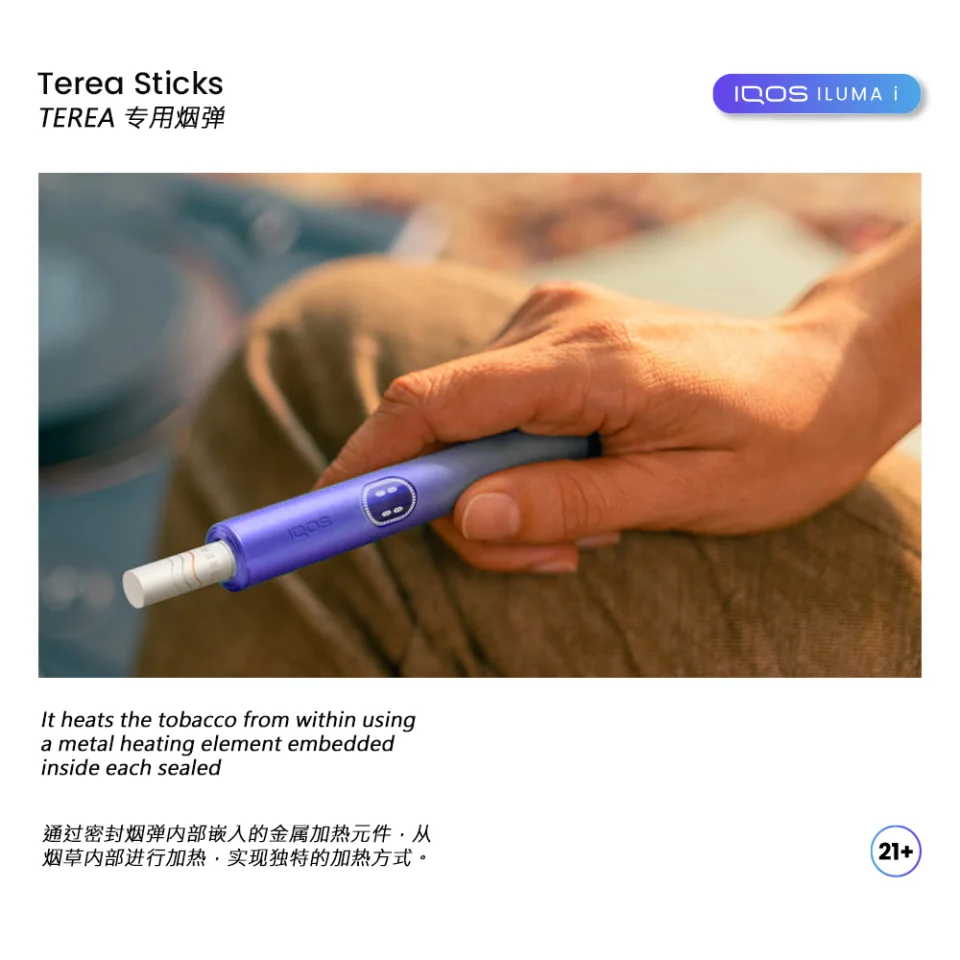 Terea Sticks
TEREA 专用烟弹
IQOS ILUMA i
IQOS
It heats the tobacco from within using
a metal heating element embedded
inside each sealed
通过密封烟弹内部嵌入的金属加热元件，从
烟草内部进行加热，实现独特的加热方式。
21+